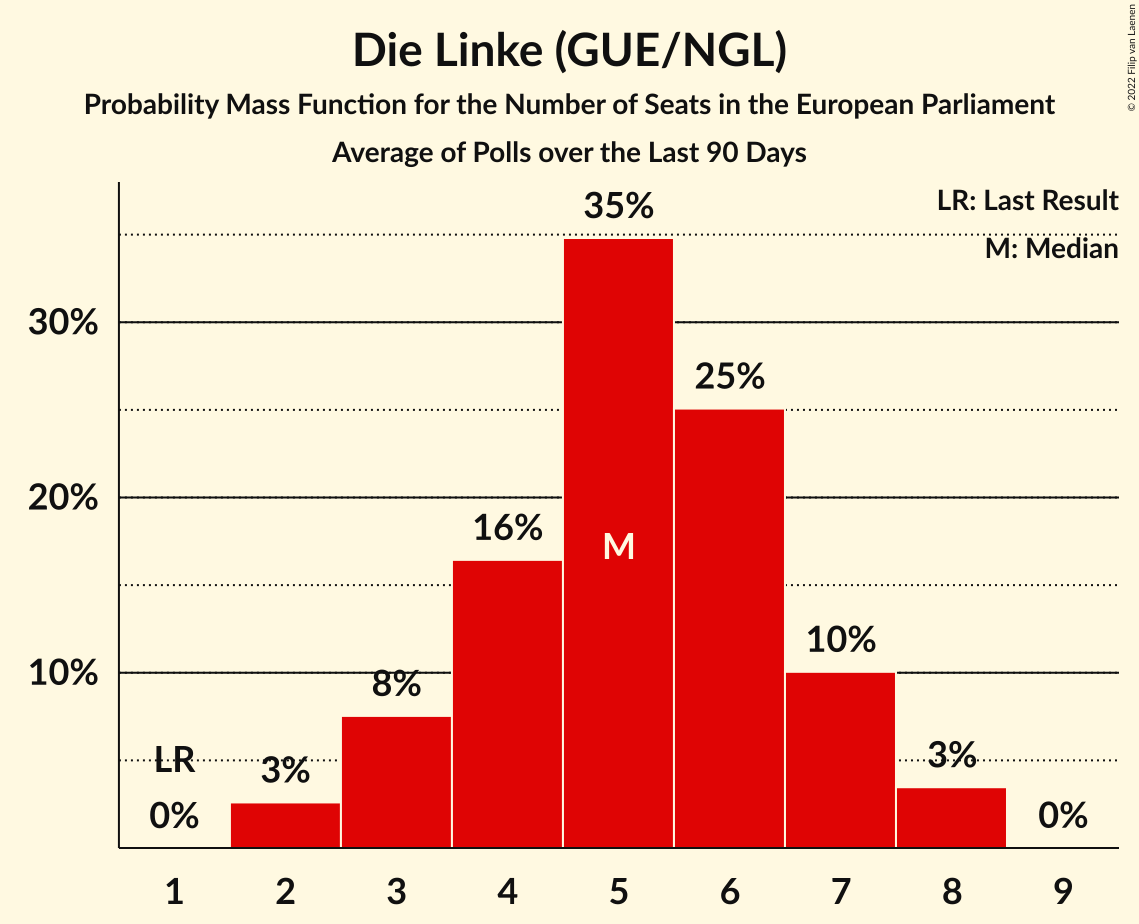 Die Linke (GUE/NGL)
Probability Mass Function for the Number of Seats in the European Parliament
Average of Polls over the Last 90 Days
© 2022 Filip van Laenen
LR: Last Result
M: Median
35%
30%
25%
20%
16%
M
10%
10%
8%
LR
3%
3%
0%
0%
1 2 3 4 5 6 7 8 9